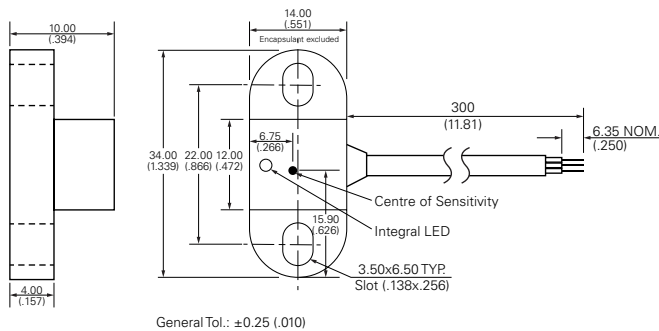 10.00
(.394)
14.00
(.551)
Encapsulant excluded
300
(11.81)
6.35 NOM.
(.250)
6.75
(.266)
34.00
(1.339)
22.00
(.866)
12.00
(.472)
Centre of Sensitivity
15.90
(.626)
Integral LED
3.50x6.50 TYP.
Slot (.138x.256)
4.00
(.157)
General Tol.: ±0.25 (.010)